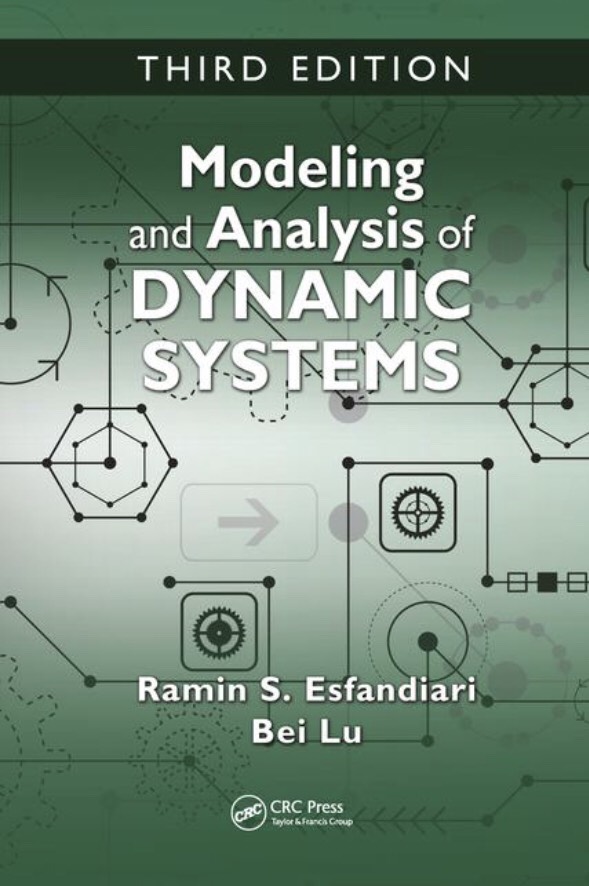 THIRD EDITION
Modeling
and Analysis of
DYNAMIC
SYSTEMS
Ramin S. Esfandiari
Bei Lu
CRC CRC Press
Taylor & Francis Group